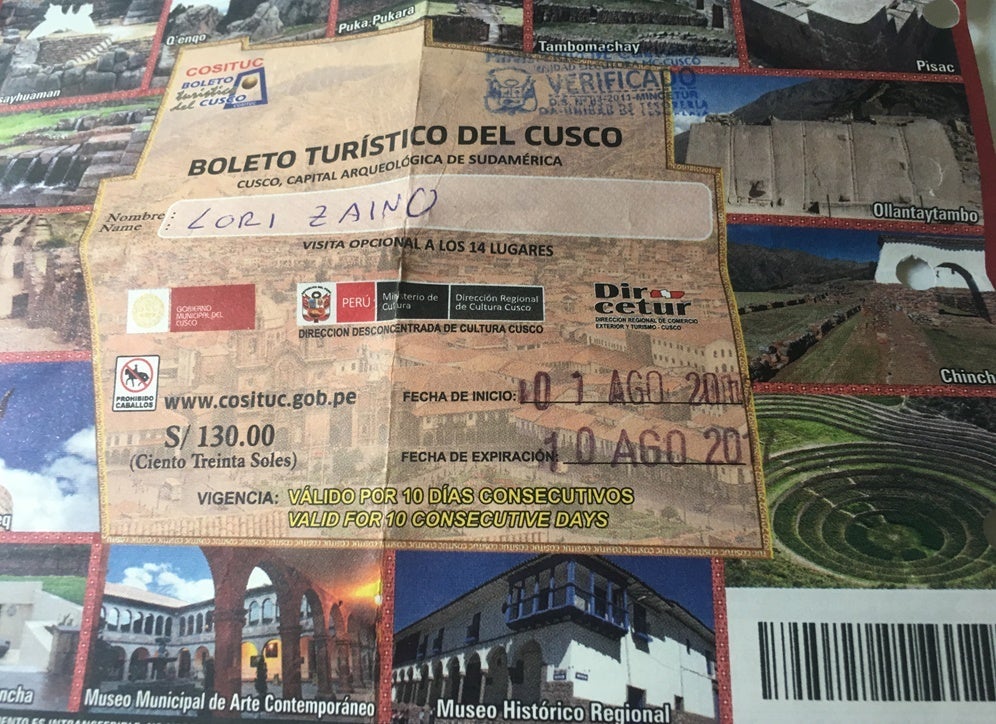 Q'enqo
Puka Pukara
Tambomachay
Pisac
sayhuaman
COSITUC
BOLETO
turístico
del CUSCO
VERIFICADO
BOLETO TURÍSTICO DEL CUSCO
CUSCO, CAPITAL ARQUEOLÓGICA DE SUDAMÉRICA
Ollantaytambo
Nombre :
Name
LORI ZAINO
VISITA OPCIONAL A LOS 14 LUGARES
GOBIERNO
MUNICIPAL DEL
CUSCO
PERÚ
Ministerio de
Cultura
Dirección Regional
de Cultura Cusco
DIRECCION DESCONCENTRADA DE CULTURA CUSCO
Dircetur
DIRECCION REGIONAL DE COMERCIO
EXTERIOR Y TURISMO - CUSCO
Chinch
PROHIBIDO
CABALLOS
www.cosituc.gob.pe
S/ 130.00
(Ciento Treinta Soles)
FECHA DE INICIO: 01 AGO
FECHA DE EXPIRACIÓN: 10 AGO 20
VIGENCIA: VÁLIDO POR 10 DÍAS CONSECUTIVOS
VALID FOR 10 CONSECUTIVE DAYS
ncha
Museo Municipal de Arte Contemporáneo
Museo Histórico Regional